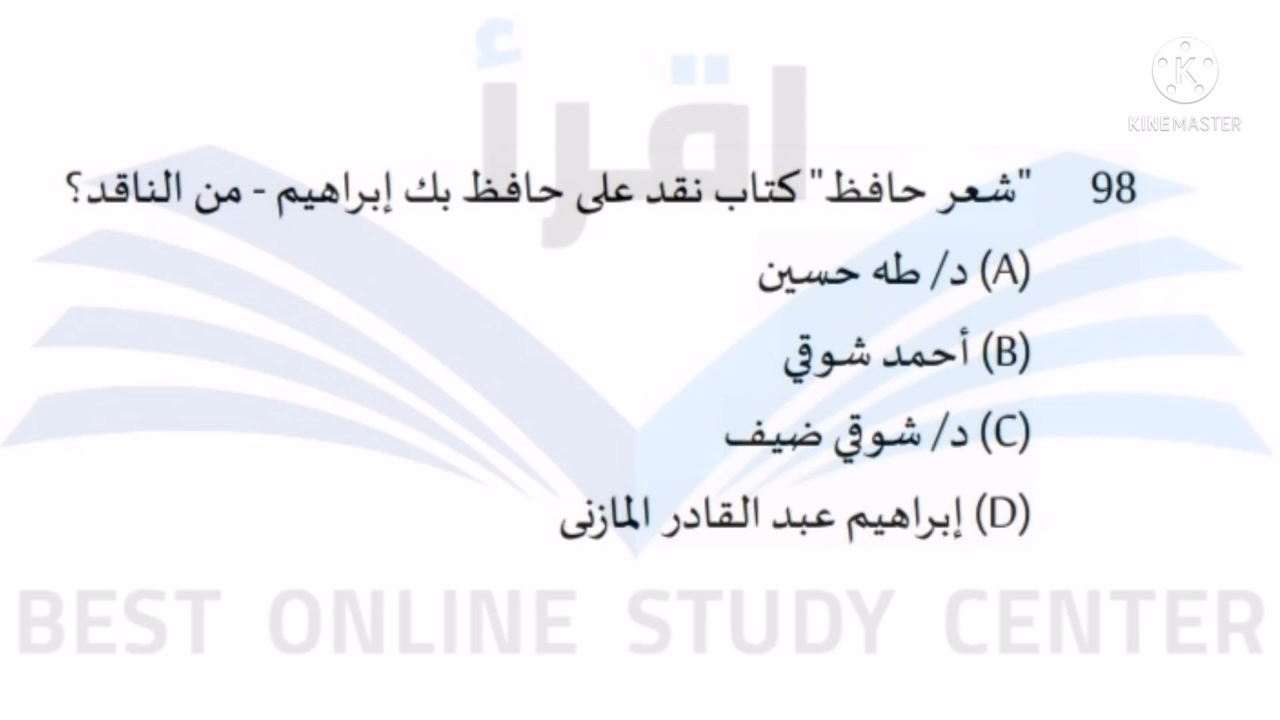 اقرأ
KINEMASTER
98 "شعر حافظ" كتاب نقد على حافظ بك إبراهيم - من الناقد؟
(A) د/ طه حسين
(B) أحمد شوقي
(C) د/ شوقي ضيف
(D) إبراهيم عبد القادر المازنى
BEST ONLINE STUDY CENTER